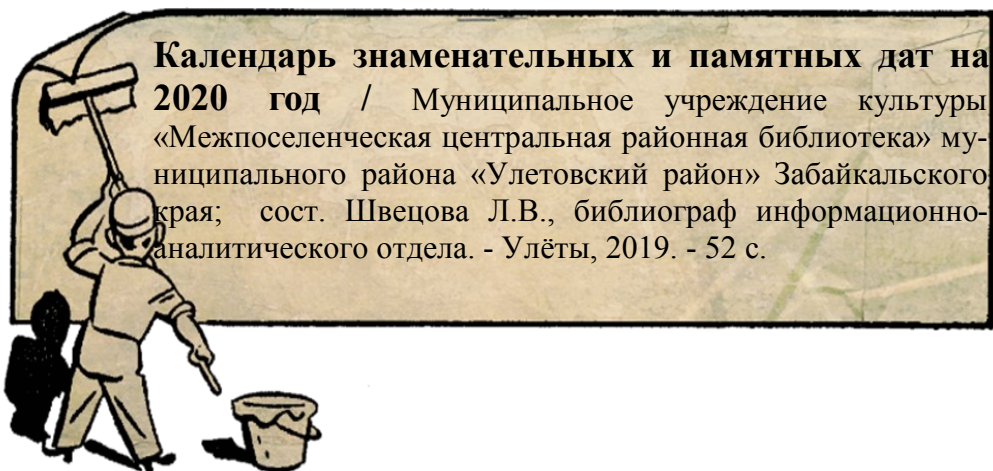 Календарь знаменательных и памятных дат на
2020 год / Муниципальное учреждение культуры
«Межпоселенческая центральная районная библиотека» му-
ниципального района «Улетовский район» Забайкальского
края; сост. Швецова Л.В., библиограф информационно-
аналитического отдела. - Улёты, 2019. - 52 с.